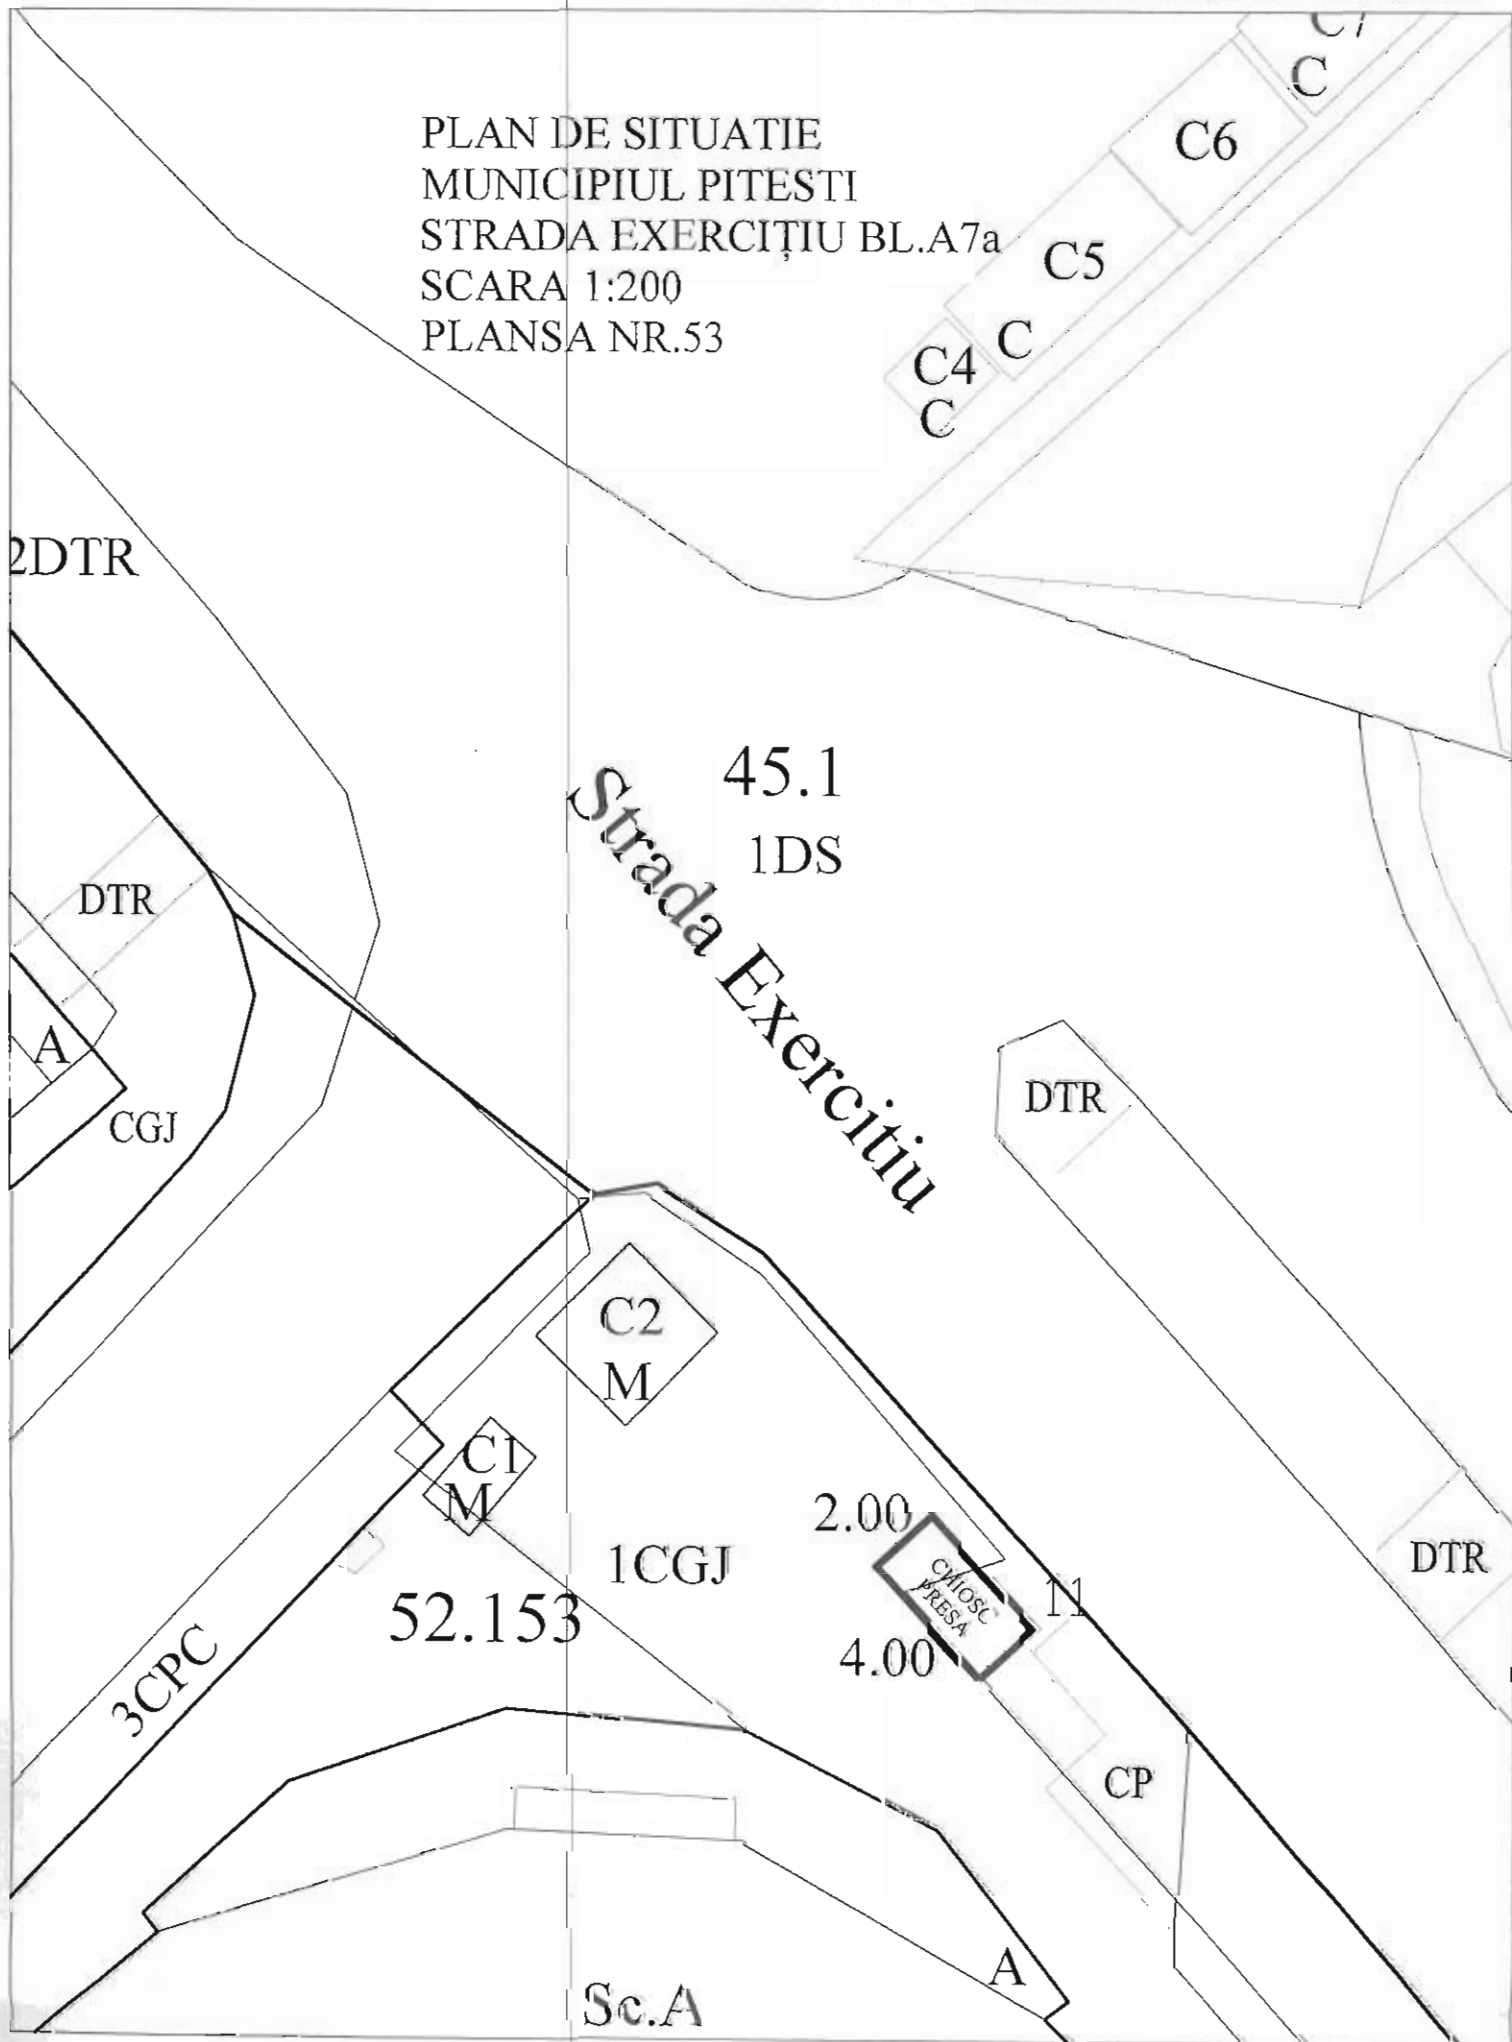 C
C6
PLAN DE SITUATIE
MUNICIPIUL PITESTI
STRADA EXERCIȚIU BL.A7a
SCARA 1:200
PLANSA NR.53
C5
C
C4
C
2DTR
45.1
1DS
Strada Exercitiu
DTR
A
CGJ
DTR
C2
M
C1
M
2.00
CHIOSC
PRESA
11
DTR
1CGJ
52.153
4.00
3CPC
CP
A
Sc.A